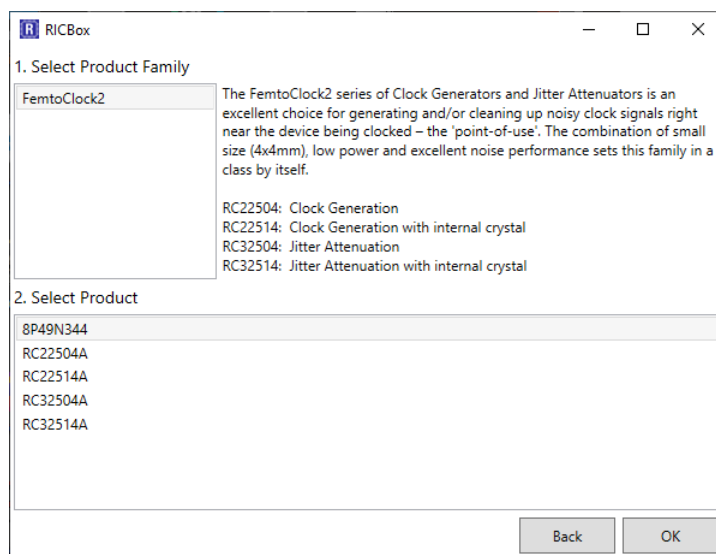 R RICBox
1. Select Product Family
FemtoClock2
The FemtoClock2 series of Clock Generators and Jitter Attenuators is an
excellent choice for generating and/or cleaning up noisy clock signals right
near the device being clocked – the 'point-of-use'. The combination of small
size (4x4mm), low power and excellent noise performance sets this family in a
class by itself.
RC22504: Clock Generation
RC22514: Clock Generation with internal crystal
RC32504: Jitter Attenuation
RC32514: Jitter Attenuation with internal crystal
2. Select Product
8P49N344
RC22504A
RC22514A
RC32504A
RC32514A
Back
OK